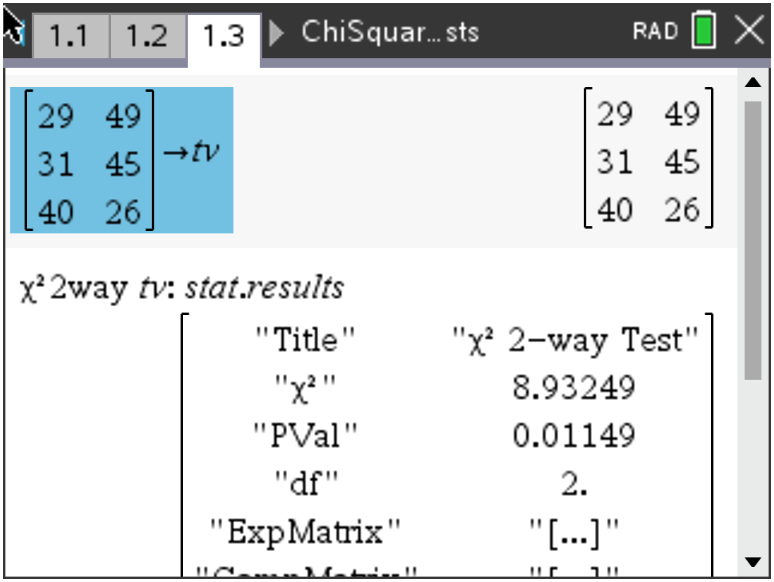 1.1 1.2 1.3 ChiSquar…sts RAD
29 49
31 45 →tv
40 26
29 49
31 45
40 26
χ² 2way tv: stat.results
"Title" "χ² 2−way Test"
"χ²" 8.93249
"PVal" 0.01149
"df" 2.
"ExpMatrix" "[...]"